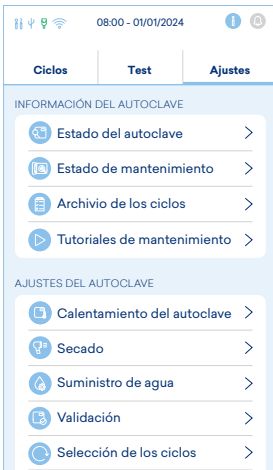 08:00 - 01/01/2024
Ciclos Test Ajustes
INFORMACIÓN DEL AUTOCLAVE
Estado del autoclave
Estado de mantenimiento
Archivo de los ciclos
Tutoriales de mantenimiento
AJUSTES DEL AUTOCLAVE
Calentamiento del autoclave
Secado
Suministro de agua
Validación
Selección de los ciclos